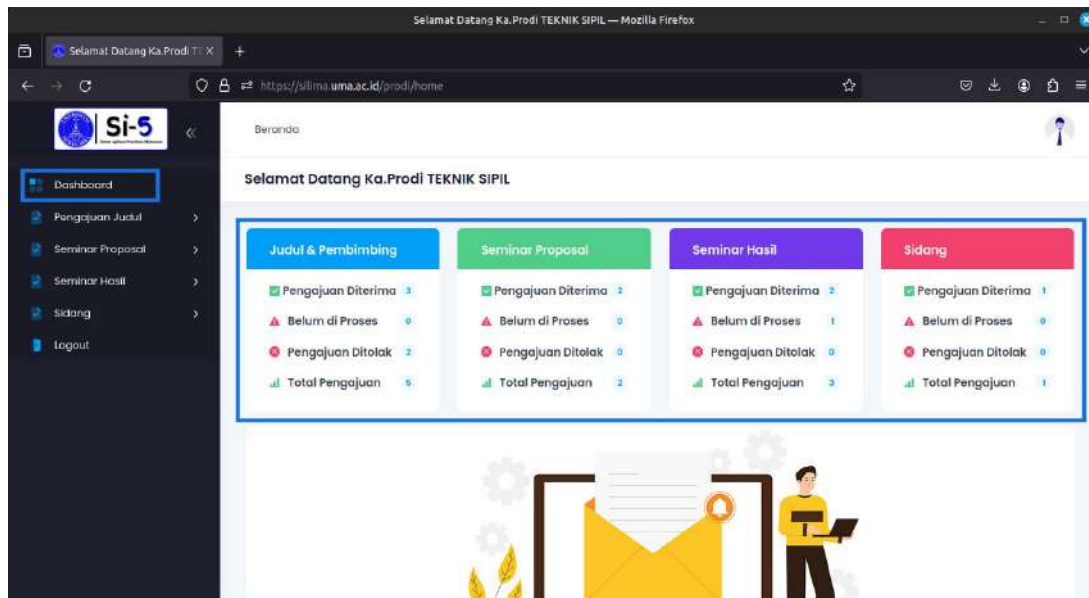 Selamat Datang Ka.Prodi TEKNIK SIPIL — Mozilla Firefox
Selamat Datang Ka.Prodi TE
https://silima.uma.ac.id/prodi/home
Si-5
Beranda
Selamat Datang Ka.Prodi TEKNIK SIPIL
Dashboard
Pengajuan Judul
Seminar Proposal
Seminar Hasil
Sidang
Logout
Judul & Pembimbing
Pengajuan Diterima 3
Belum di Proses 0
Pengajuan Ditolak 2
Total Pengajuan 5
Seminar Proposal
Pengajuan Diterima 2
Belum di Proses 0
Pengajuan Ditolak 0
Total Pengajuan 2
Seminar Hasil
Pengajuan Diterima 2
Belum di Proses 1
Pengajuan Ditolak 0
Total Pengajuan 3
Sidang
Pengajuan Diterima 1
Belum di Proses 0
Pengajuan Ditolak 0
Total Pengajuan 1